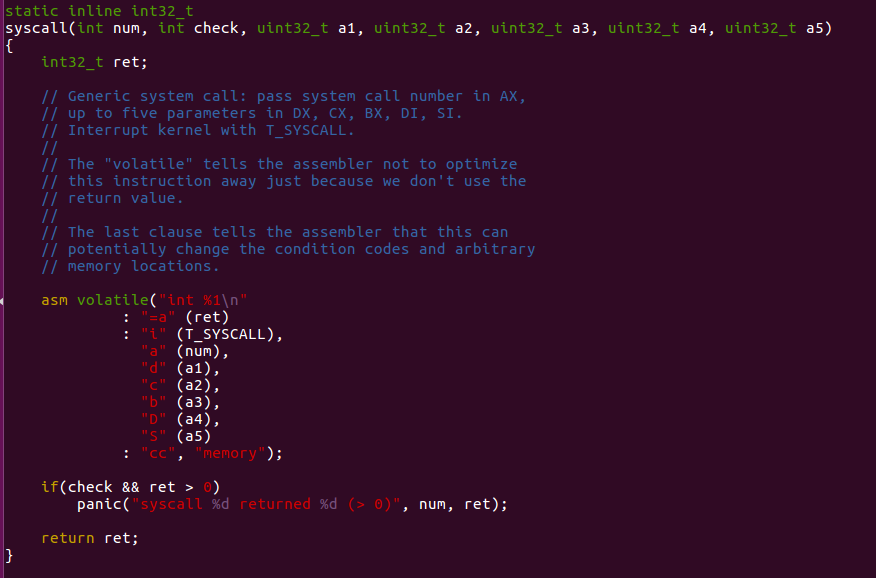 static inline int32_t
syscall(int num, int check, uint32_t a1, uint32_t a2, uint32_t a3, uint32_t a4, uint32_t a5)
{
    int32_t ret;

    // Generic system call: pass system call number in AX,
    // up to five parameters in DX, CX, BX, DI, SI.
    // Interrupt kernel with T_SYSCALL.
    //
    // The "volatile" tells the assembler not to optimize
    // this instruction away just because we don't use the
    // return value.
    //
    // The last clause tells the assembler that this can
    // potentially change the condition codes and arbitrary
    // memory locations.

    asm volatile("int %1\n"
             : "=a" (ret)
             : "i" (T_SYSCALL),
               "a" (num),
               "d" (a1),
               "c" (a2),
               "b" (a3),
               "D" (a4),
               "S" (a5)
             : "cc", "memory");

    if(check && ret > 0)
        panic("syscall %d returned %d (> 0)", num, ret);

    return ret;
}